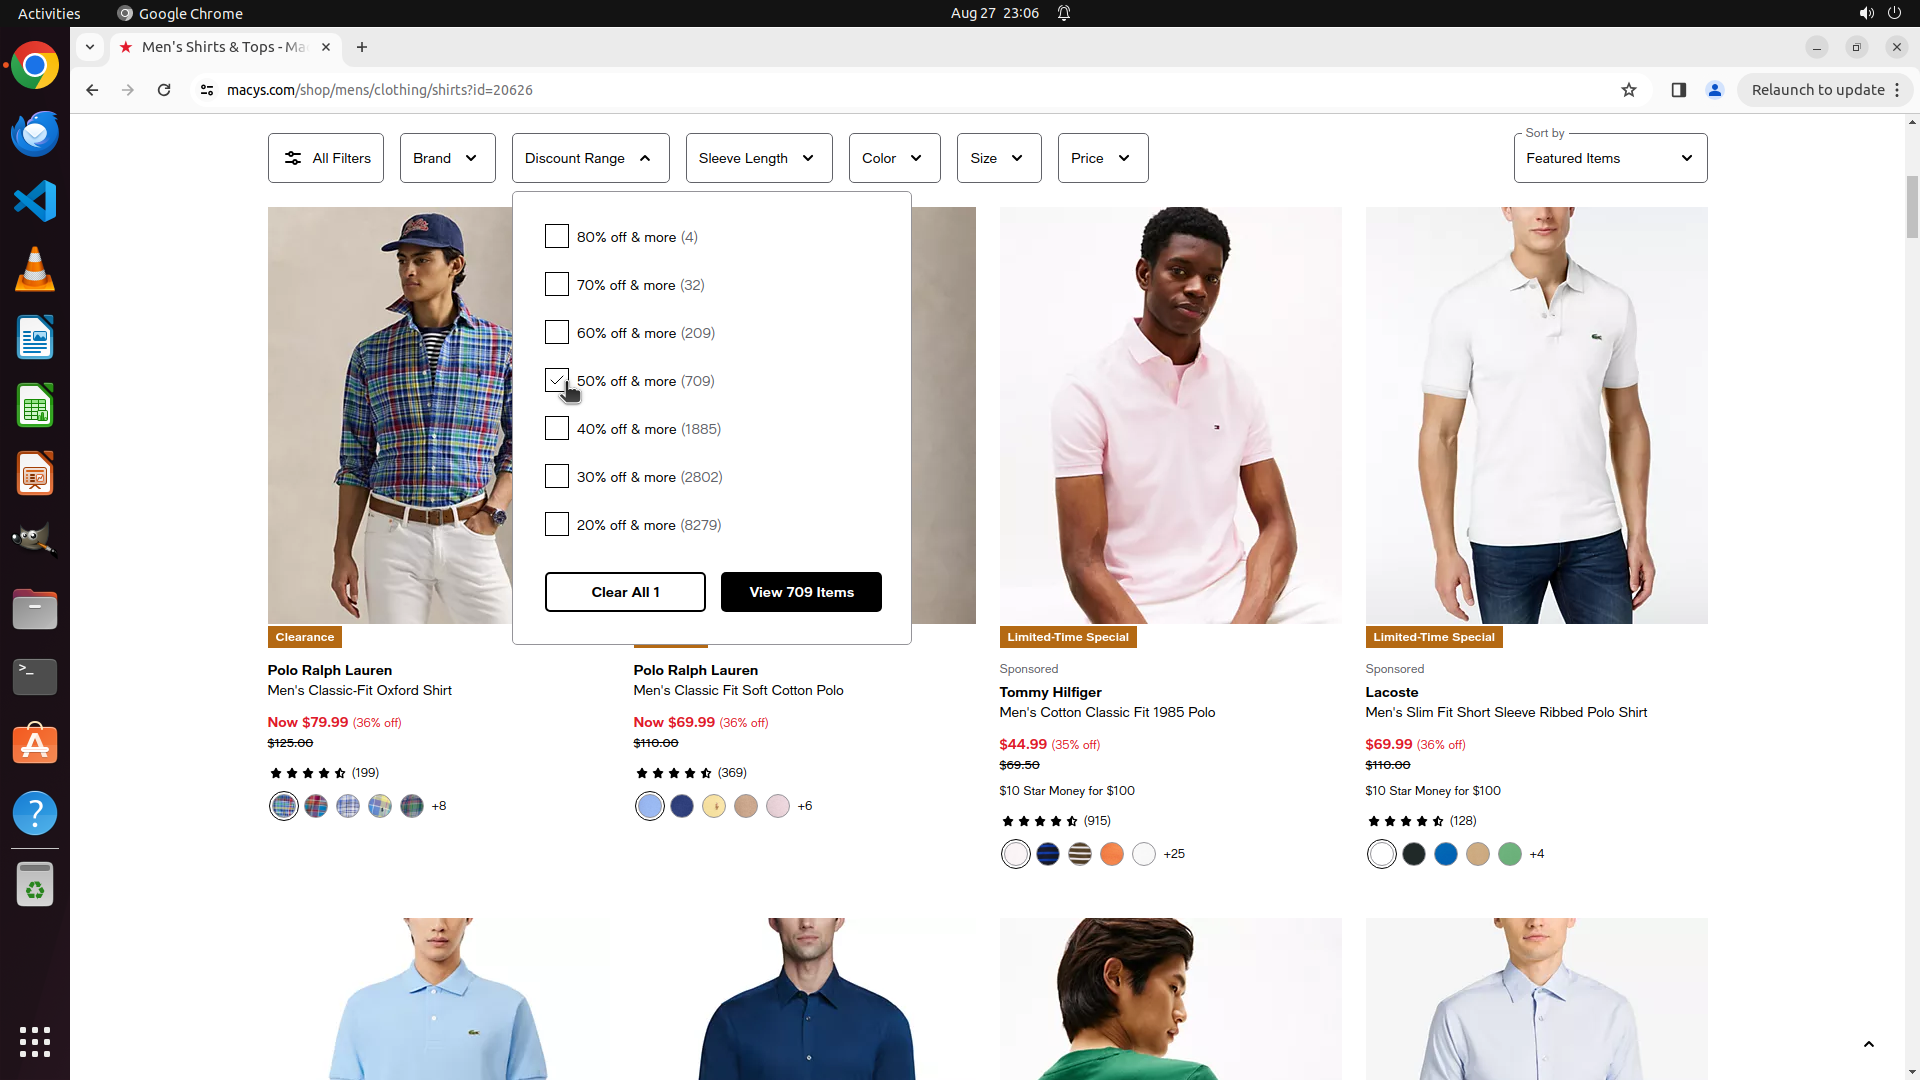 Activities
Google Chrome
Aug 27 23:06
Men's Shirts & Tops - Mac
macys.com/shop/mens/clothing/shirts?id=20626
Relaunch to update
All Filters
Brand
Discount Range
Sleeve Length
Color
Size
Price
Sort by
Featured Items
80% off & more (4)
70% off & more (32)
60% off & more (209)
50% off & more (709)
40% off & more (1885)
30% off & more (2802)
20% off & more (8279)
Clear All 1
View 709 Items
Clearance
Polo Ralph Lauren
Men's Classic-Fit Oxford Shirt
Now $79.99 (36% off)
$125.00
(199)
+8
Polo Ralph Lauren
Men's Classic Fit Soft Cotton Polo
Now $69.99 (36% off)
$110.00
(369)
+6
Limited-Time Special
Sponsored
Tommy Hilfiger
Men's Cotton Classic Fit 1985 Polo
$44.99 (35% off)
$69.50
$10 Star Money for $100
(915)
+25
Limited-Time Special
Sponsored
Lacoste
Men's Slim Fit Short Sleeve Ribbed Polo Shirt
$69.99 (36% off)
$110.00
$10 Star Money for $100
(128)
+4